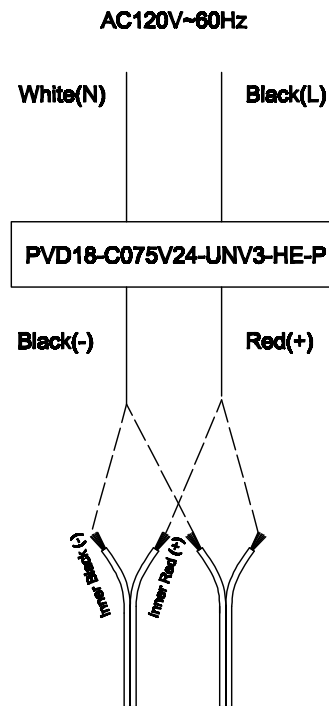 AC120V~60Hz
White(N)
Black(L)
PVD18-C075V24-UNV3-HE-P
Black(-)
Red(+)
Inner Black (-)
Inner Red (+)